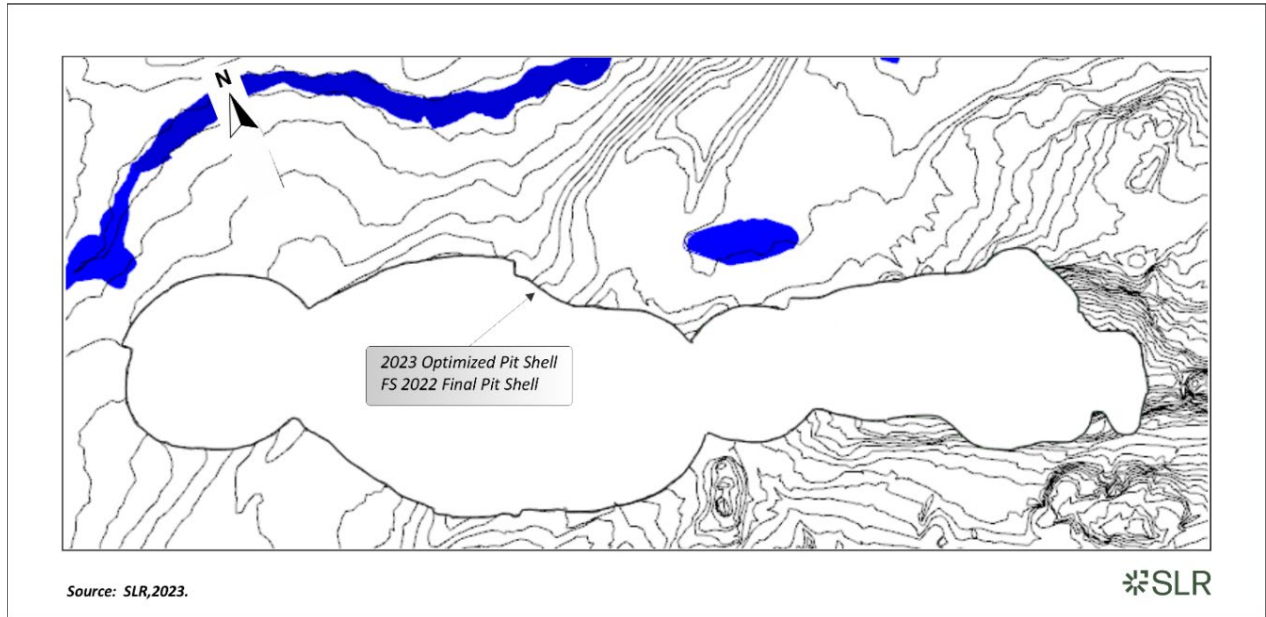 N
2023 Optimized Pit Shell
FS 2022 Final Pit Shell
Source: SLR,2023.
SLR